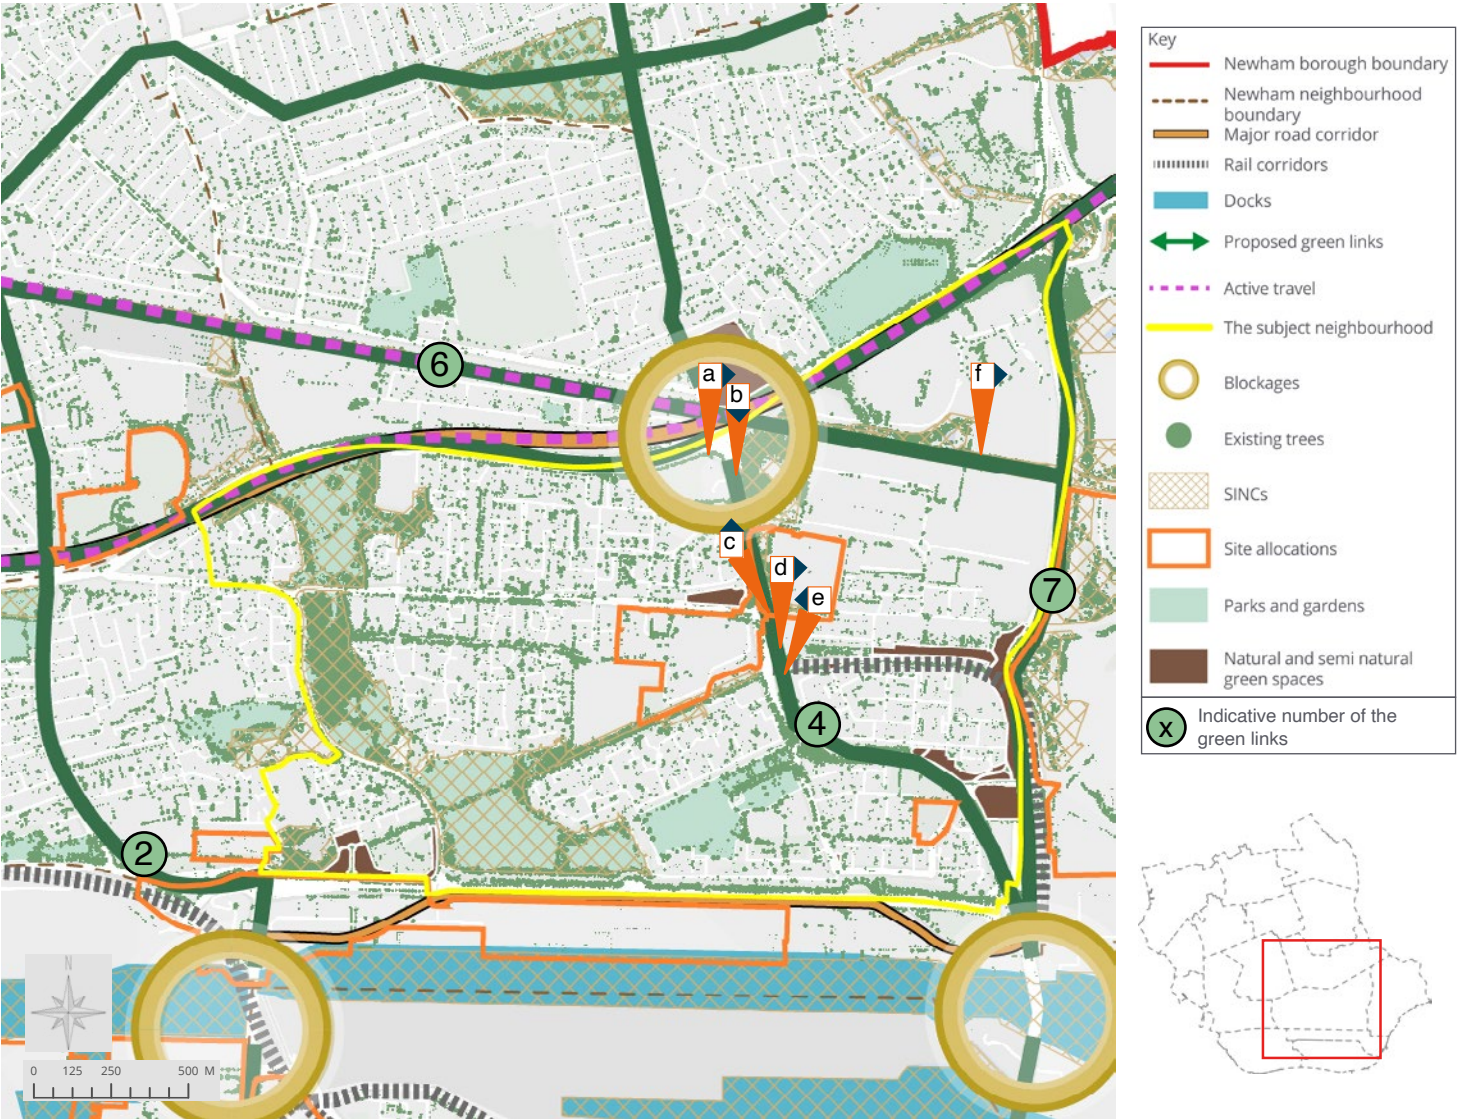 Key
Newham borough boundary
Newham neighbourhood
boundary
Major road corridor
Rail corridors
Docks
Proposed green links
Active travel
The subject neighbourhood
Blockages
Existing trees
SINCs
Site allocations
Parks and gardens
Natural and semi natural
green spaces
x Indicative number of the
green links
6
a
b
f
c
d
e
7
4
2
N
0 125 250 500 M